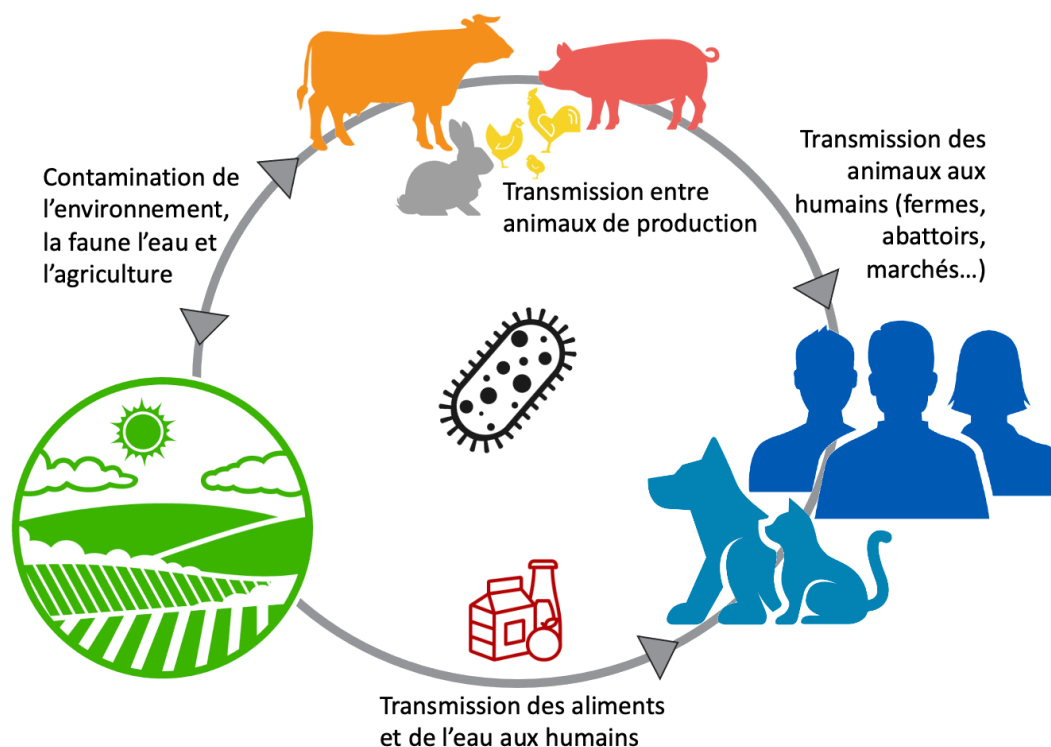 Contamination de
l’environnement,
la faune l’eau et
l’agriculture
Transmission entre
animaux de production
Transmission des
animaux aux
humains (fermes,
abattoirs,
marchés…)
Transmission des aliments
et de l’eau aux humains